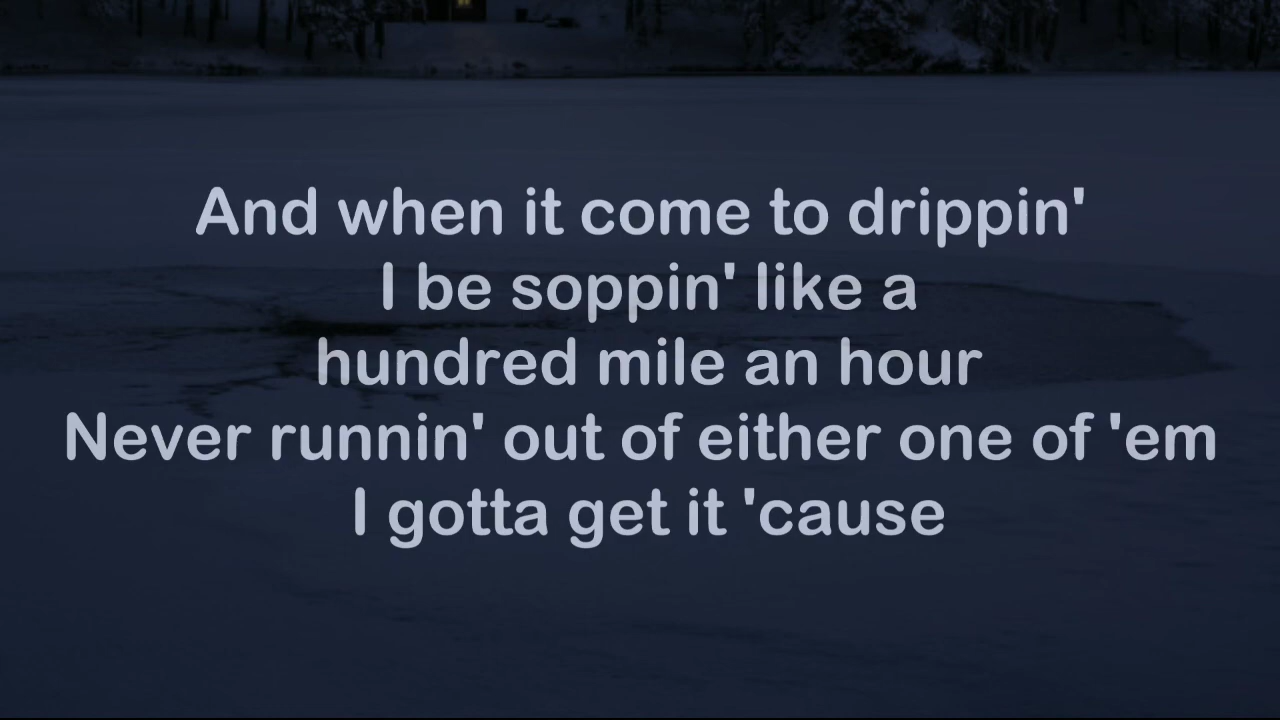 And when it come to drippin'
I be soppin' like a
hundred mile an hour
Never runnin' out of either one of 'em
I gotta get it 'cause